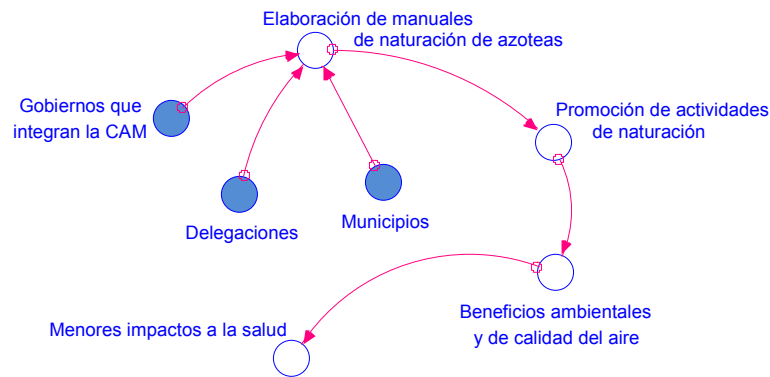 Elaboración de manuales
de naturación de azoteas
Gobiernos que
integran la CAM
Promoción de actividades
de naturación
Delegaciones
Municipios
Beneficios ambientales
y de calidad del aire
Menores impactos a la salud